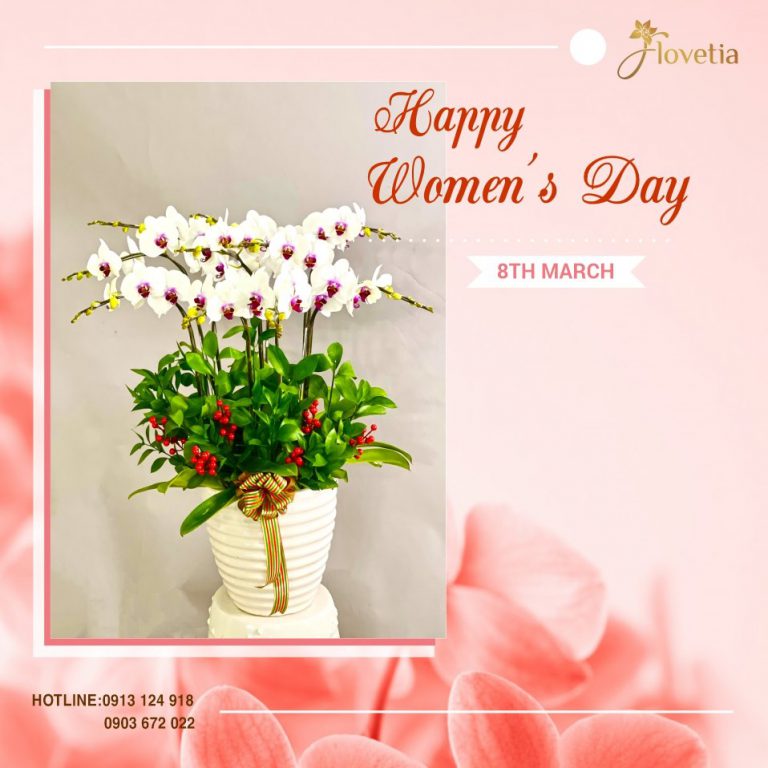 Flovetia
Happy
Women's Day
8TH MARCH
HOTLINE:0913 124 918
0903 672 022